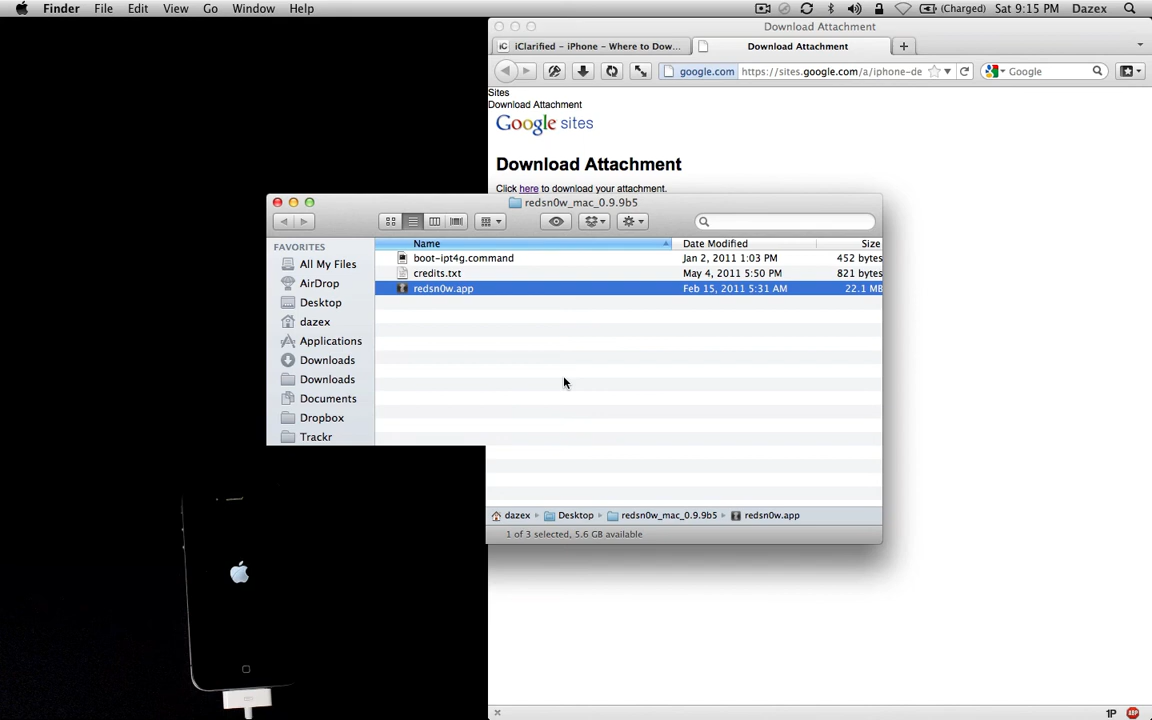 Finder File Edit View Go Window Help (Charged) Sat 9:15 PM Dazex
Download Attachment
iClarified – iPhone – Where to Dow... Download Attachment
google.com https://sites.google.com/a/iphone-de Google
Sites
Download Attachment
Google sites
Download Attachment
Click here to download your attachment.
redsn0w_mac_0.9.9b5
FAVORITES
All My Files
AirDrop
Desktop
dazex
Applications
Downloads
Downloads
Documents
Dropbox
Trackr
Name Date Modified Size
boot-ipt4g.command Jan 2, 2011 1:03 PM 452 bytes
credits.txt May 4, 2011 5:50 PM 821 bytes
redsn0w.app Feb 15, 2011 5:31 AM 22.1 MB
dazex Desktop redsn0w_mac_0.9.9b5 redsn0w.app
1 of 3 selected, 5.6 GB available
1P ABP